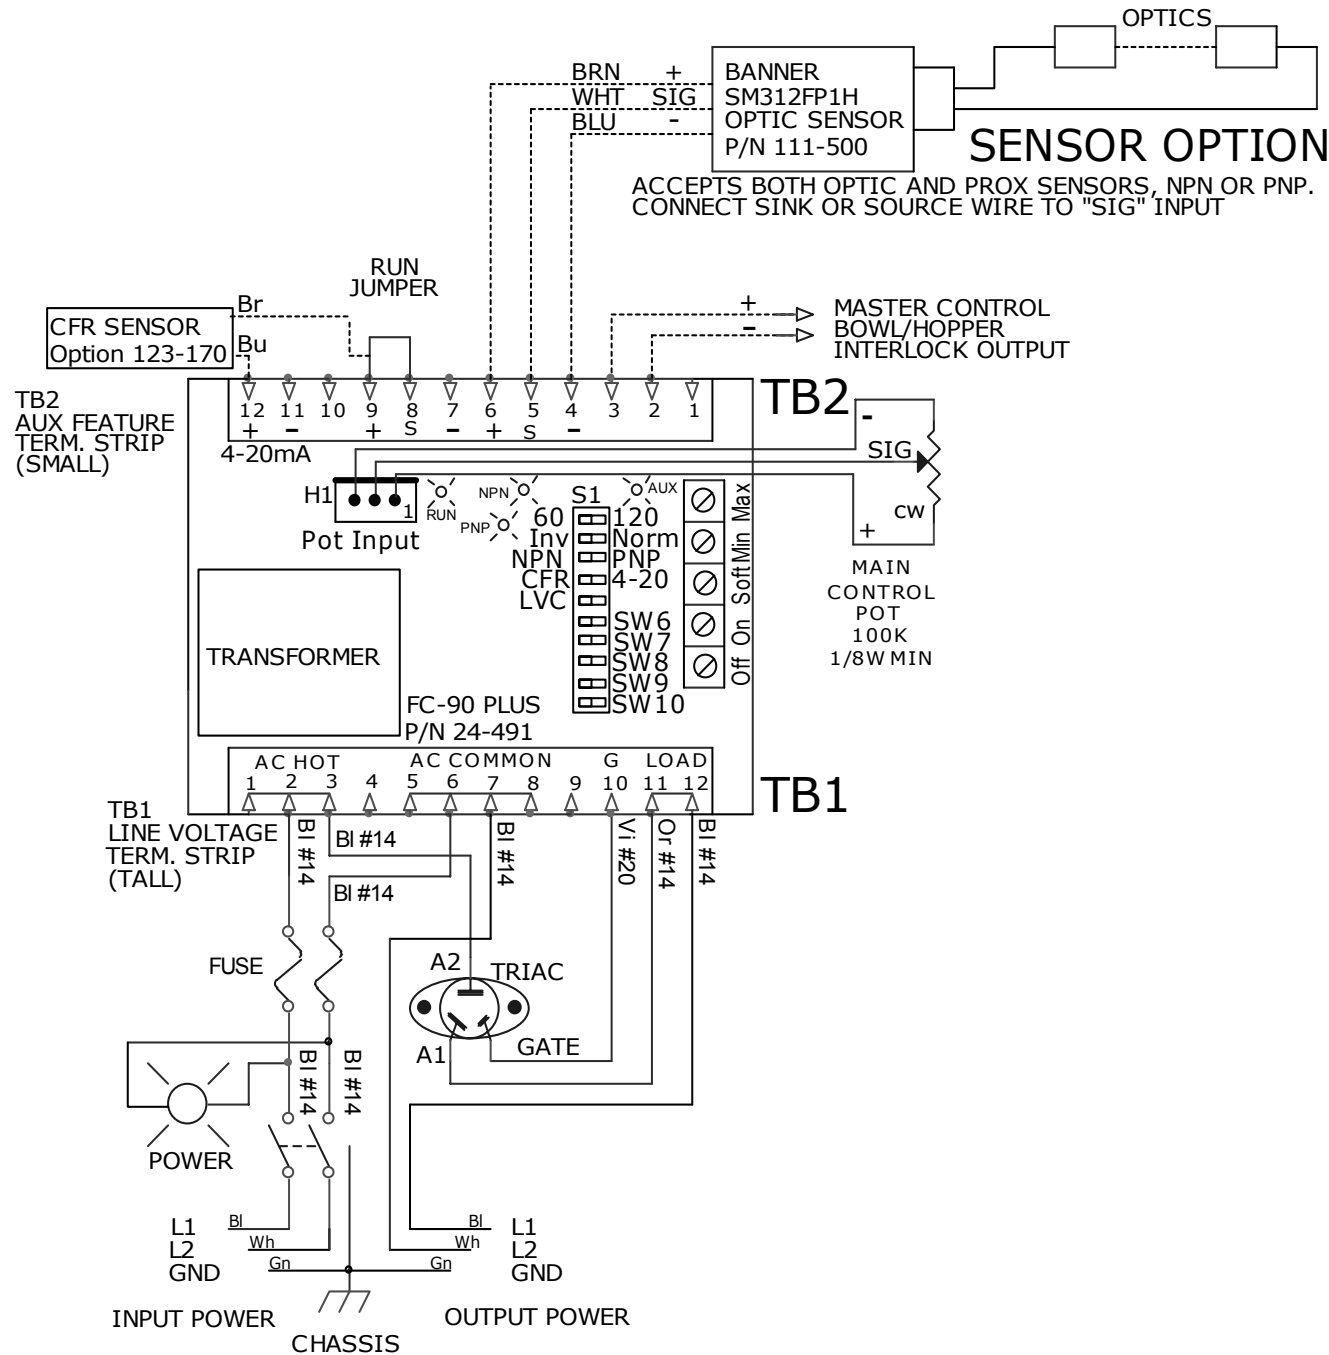 OPTICS
BRN +
WHT SIG
BLU -
BANNER
SM312FP1H
OPTIC SENSOR
P/N 111-500
SENSOR OPTION
ACCEPTS BOTH OPTIC AND PROX SENSORS, NPN OR PNP.
CONNECT SINK OR SOURCE WIRE TO "SIG" INPUT
RUN
JUMPER
CFR SENSOR
Option 123-170
Br
Bu
+
-
MASTER CONTROL
BOWL/HOPPER
INTERLOCK OUTPUT
TB2
AUX FEATURE
TERM. STRIP
(SMALL)
12 11 10 9 8 7 6 5 4 3 2 1
+ - + S - + S -
4-20mA
TB2
-
SIG
CW
+
MAIN
CONTROL
POT
100K
1/8W MIN
H1
1
Pot Input
RUN
NPN
PNP
AUX
S1
60 120
Inv Norm
NPN PNP
CFR 4-20
LVC
SW6
SW7
SW8
SW9
SW10
Max
Min
Soft
On
Off
TRANSFORMER
FC-90 PLUS
P/N 24-491
AC HOT AC COMMON G LOAD
1 2 3 4 5 6 7 8 9 10 11 12
TB1
TB1
LINE VOLTAGE
TERM. STRIP
(TALL)
Bl #14
Bl #14
Bl #14
Bl #14
Vi #20
Or #14
Bl #14
FUSE
A2
TRIAC
A1
GATE
Bl #14
Bl #14
POWER
L1 Bl
L2 Wh
GND Gn
Bl L1
Wh L2
Gn GND
INPUT POWER
OUTPUT POWER
CHASSIS